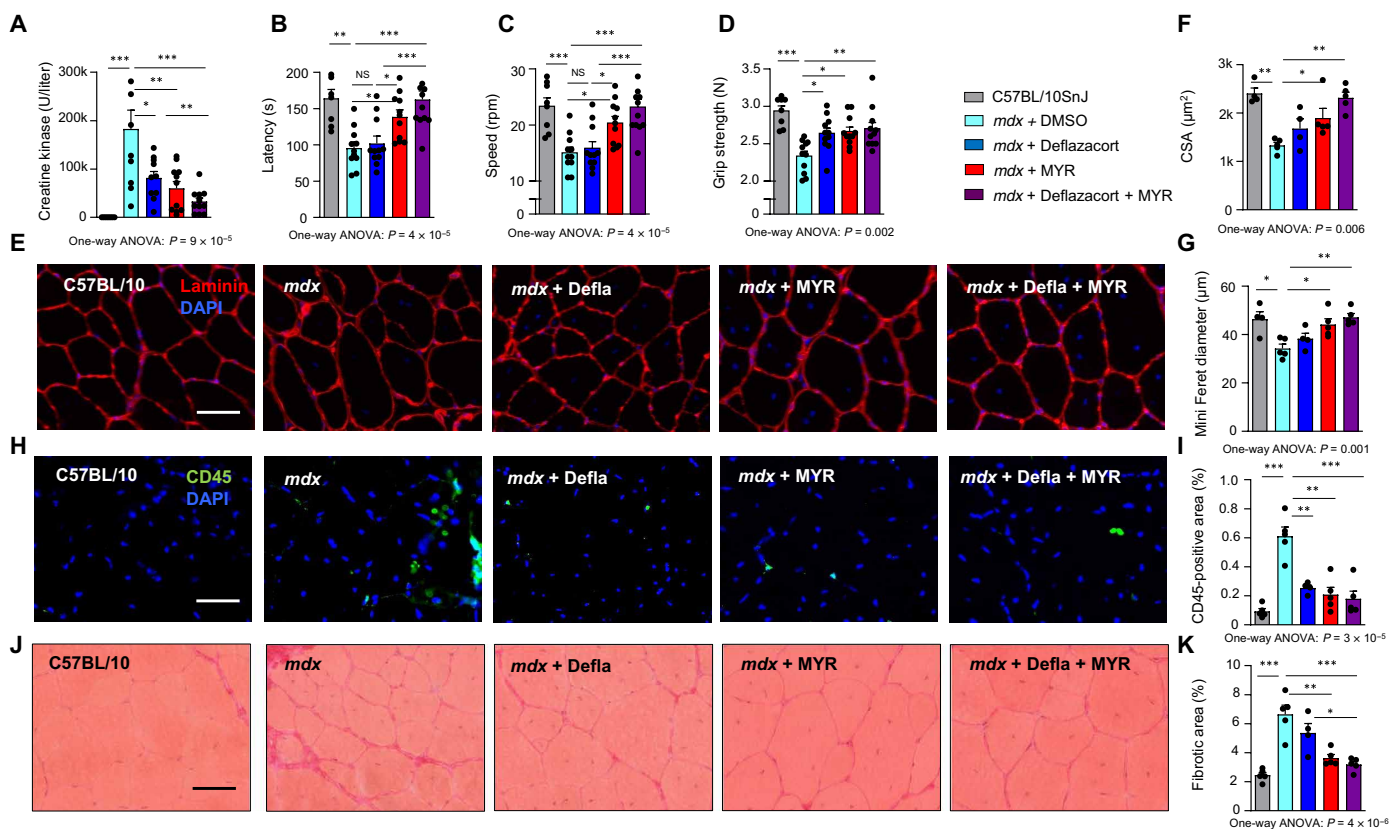 A
Creatine kinase (U/liter)
300k
200k
100k
0
***
***
**
*
**
One-way ANOVA: P = 9 × 10⁻⁵
B
Latency (s)
200
150
100
50
0
**
***
***
NS
*
*
One-way ANOVA: P = 4 × 10⁻⁵
C
Speed (rpm)
30
20
10
0
***
***
***
NS
*
*
One-way ANOVA: P = 4 × 10⁻⁵
D
Grip strength (N)
3.5
3.0
2.5
2.0
0
***
**
*
*
One-way ANOVA: P = 0.002
C57BL/10SnJ
mdx + DMSO
mdx + Deflazacort
mdx + MYR
mdx + Deflazacort + MYR
F
CSA (μm²)
3k
2k
1k
0
**
**
*
One-way ANOVA: P = 0.006
E
C57BL/10
Laminin
DAPI
mdx
mdx + Defla
mdx + MYR
mdx + Defla + MYR
G
Mini Feret diameter (μm)
60
40
20
0
*
**
*
One-way ANOVA: P = 0.001
H
C57BL/10
CD45
DAPI
mdx
mdx + Defla
mdx + MYR
mdx + Defla + MYR
I
CD45-positive area (%)
1.0
0.8
0.6
0.4
0.2
0
***
***
**
**
One-way ANOVA: P = 3 × 10⁻⁵
J
C57BL/10
mdx
mdx + Defla
mdx + MYR
mdx + Defla + MYR
K
Fibrotic area (%)
10
8
6
4
2
0
***
***
**
*
One-way ANOVA: P = 4 × 10⁻⁶